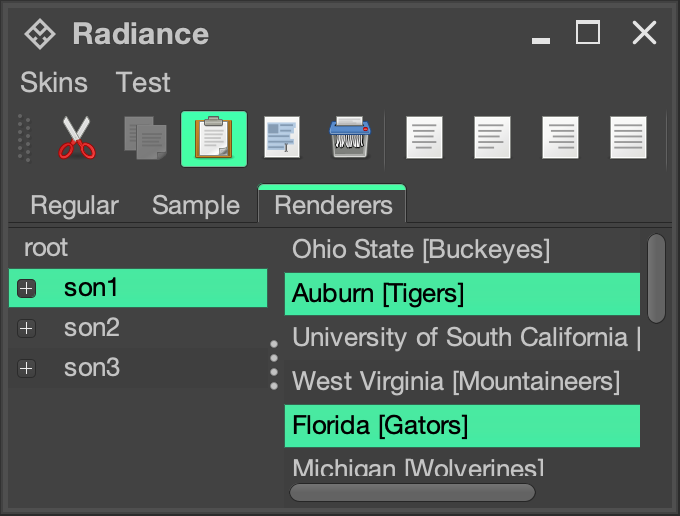 Radiance
Skins Test
Regular Sample Renderers
root
son1
son2
son3
Ohio State [Buckeyes]
Auburn [Tigers]
University of South California [
West Virginia [Mountaineers]
Florida [Gators]
Michigan [Wolverines]